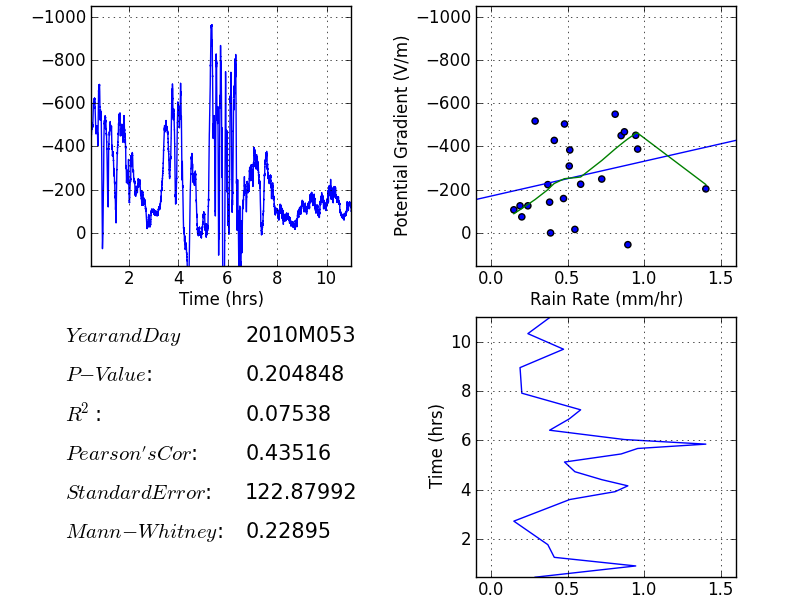 −1000
−800
−600
−400
−200
0
2 4 6 8 10
Time (hrs)
Potential Gradient (V/m)
−1000
−800
−600
−400
−200
0
0.0 0.5 1.0 1.5
Rain Rate (mm/hr)
YearandDay 2010M053
P−Value: 0.204848
R²: 0.07538
Pearson'sCor: 0.43516
StandardError: 122.87992
Mann−Whitney: 0.22895
Time (hrs)
10
8
6
4
2
0.0 0.5 1.0 1.5